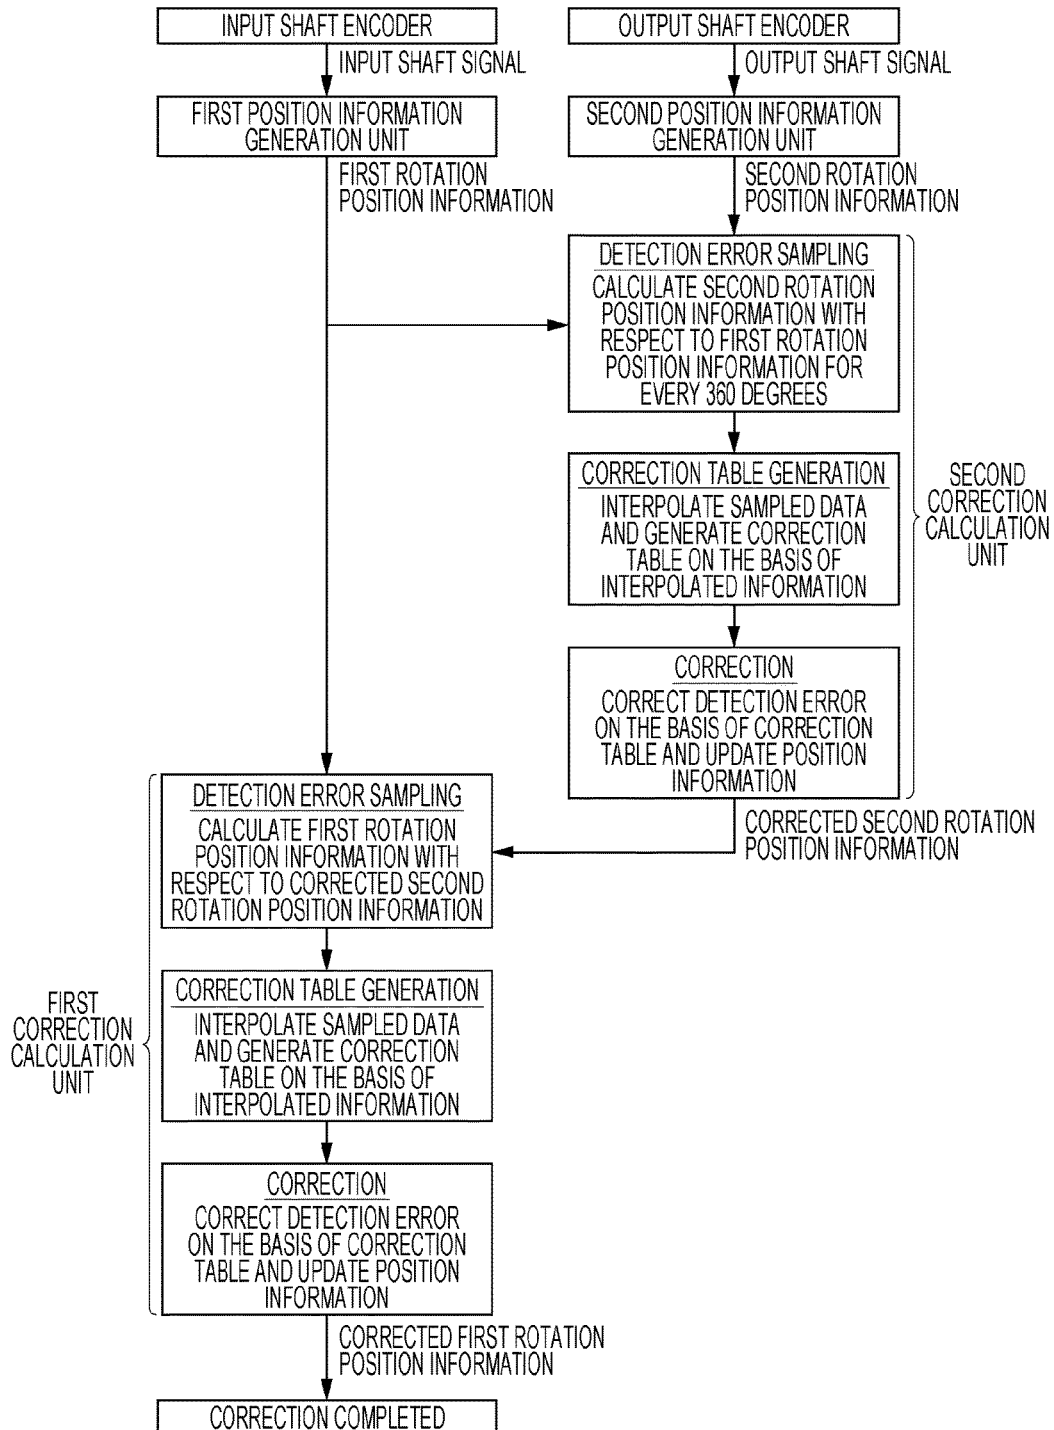 INPUT SHAFT ENCODER
OUTPUT SHAFT ENCODER
INPUT SHAFT SIGNAL
OUTPUT SHAFT SIGNAL
FIRST POSITION INFORMATION
GENERATION UNIT
SECOND POSITION INFORMATION
GENERATION UNIT
FIRST ROTATION
POSITION INFORMATION
SECOND ROTATION
POSITION INFORMATION
DETECTION ERROR SAMPLING
CALCULATE SECOND ROTATION
POSITION INFORMATION WITH
RESPECT TO FIRST ROTATION
POSITION INFORMATION FOR
EVERY 360 DEGREES
CORRECTION TABLE GENERATION
INTERPOLATE SAMPLED DATA
AND GENERATE CORRECTION
TABLE ON THE BASIS OF
INTERPOLATED INFORMATION
SECOND
CORRECTION
CALCULATION
UNIT
CORRECTION
CORRECT DETECTION ERROR
ON THE BASIS OF CORRECTION
TABLE AND UPDATE POSITION
INFORMATION
CORRECTED SECOND ROTATION
POSITION INFORMATION
DETECTION ERROR SAMPLING
CALCULATE FIRST ROTATION
POSITION INFORMATION WITH
RESPECT TO CORRECTED SECOND
ROTATION POSITION INFORMATION
CORRECTION TABLE GENERATION
INTERPOLATE SAMPLED DATA
AND GENERATE CORRECTION
TABLE ON THE BASIS OF
INTERPOLATED INFORMATION
FIRST
CORRECTION
CALCULATION
UNIT
CORRECTION
CORRECT DETECTION ERROR
ON THE BASIS OF CORRECTION
TABLE AND UPDATE POSITION
INFORMATION
CORRECTED FIRST ROTATION
POSITION INFORMATION
CORRECTION COMPLETED